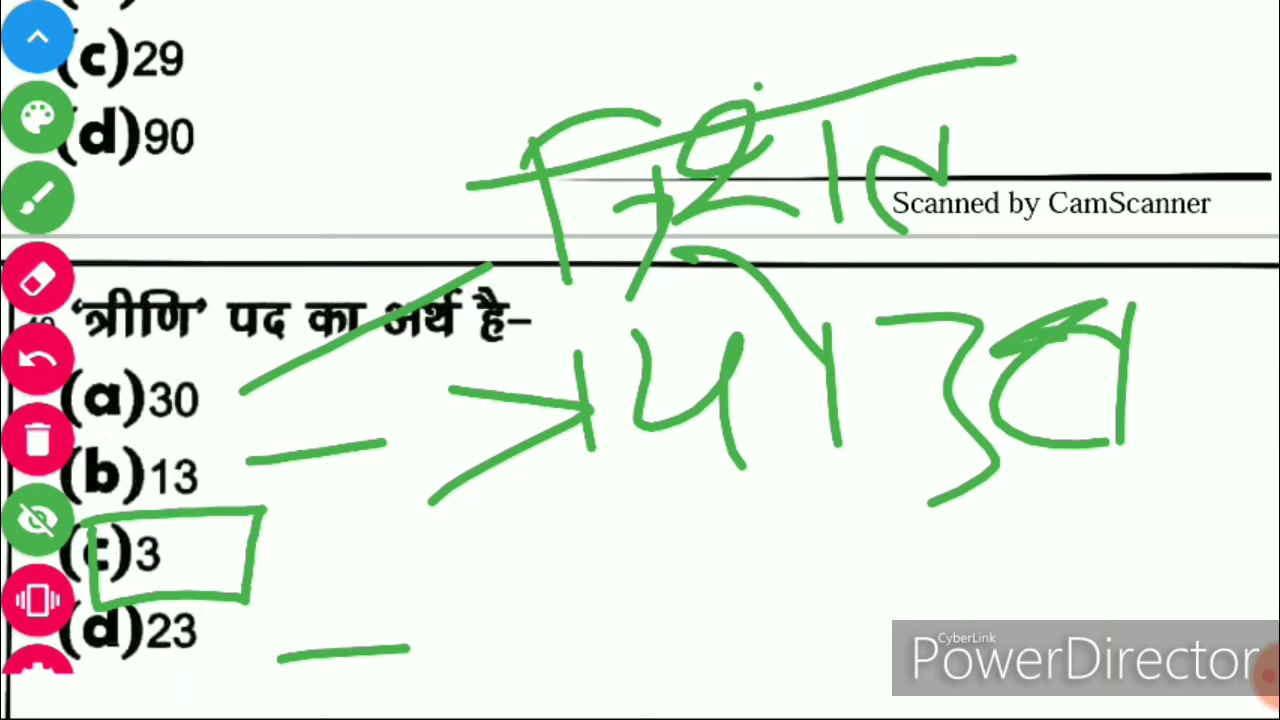 (c)29
(d)90
Scanned by CamScanner
'त्रीणि' पद का अर्थ है–
(a)30
(b)13
(c)3
(d)23
CyberLink
PowerDirector